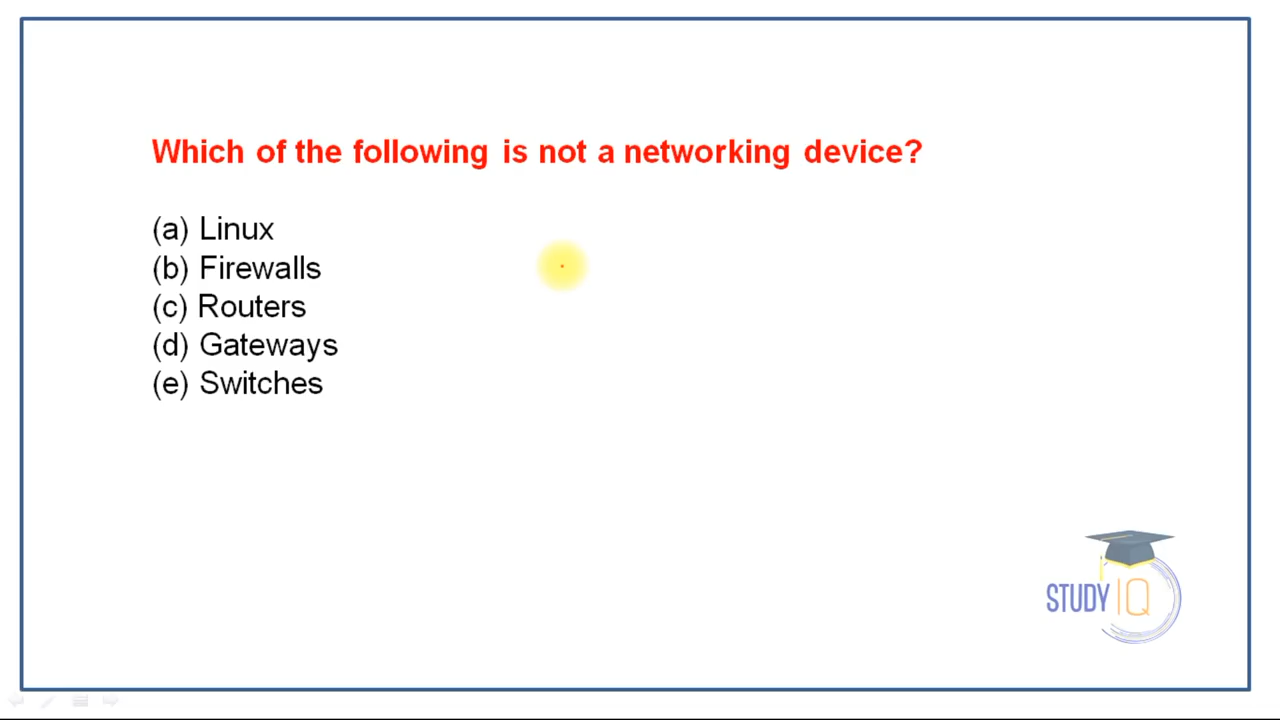 Which of the following is not a networking device?
(a) Linux
(b) Firewalls
(c) Routers
(d) Gateways
(e) Switches
STUDY IQ